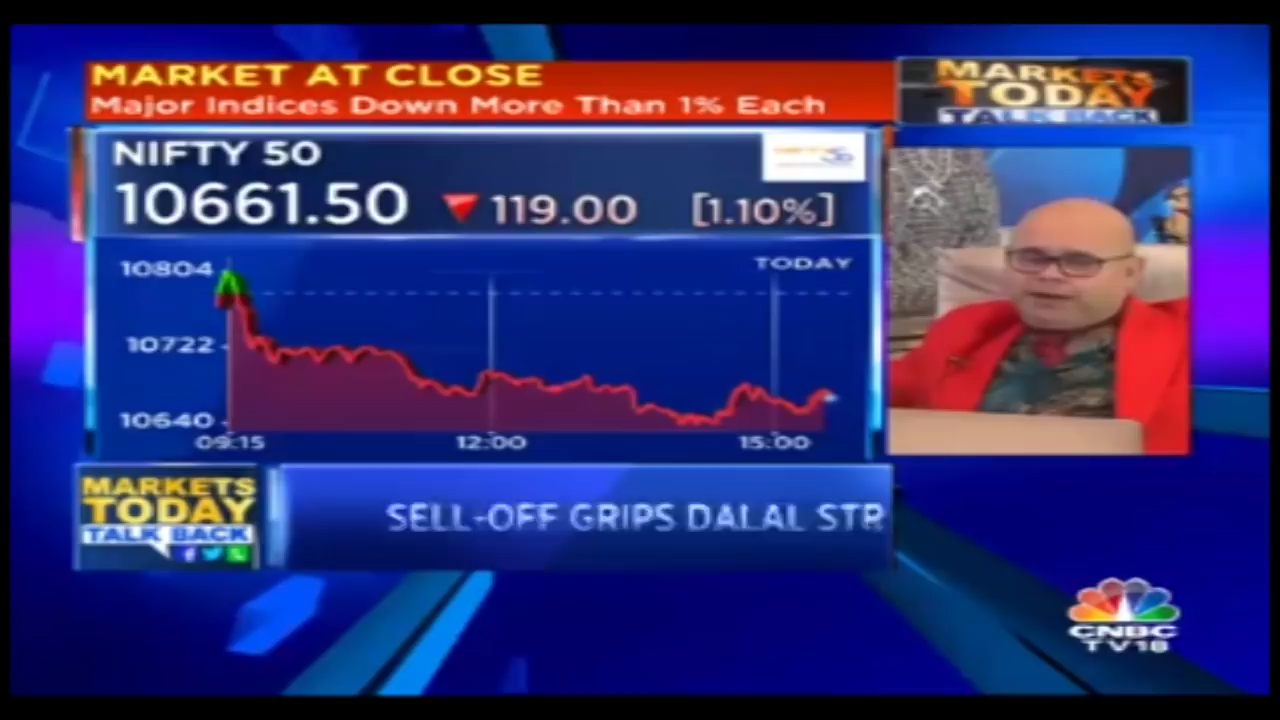 MARKET AT CLOSE
Major Indices Down More Than 1% Each
MARKETS
TODAY
TALK BACK
NIFTY 50
10661.50 ▼ 119.00 [1.10%]
TODAY
10804
10722
10640
09:15 12:00 15:00
MARKETS
TODAY
TALK BACK
SELL-OFF GRIPS DALAL STR
CNBC
TV18